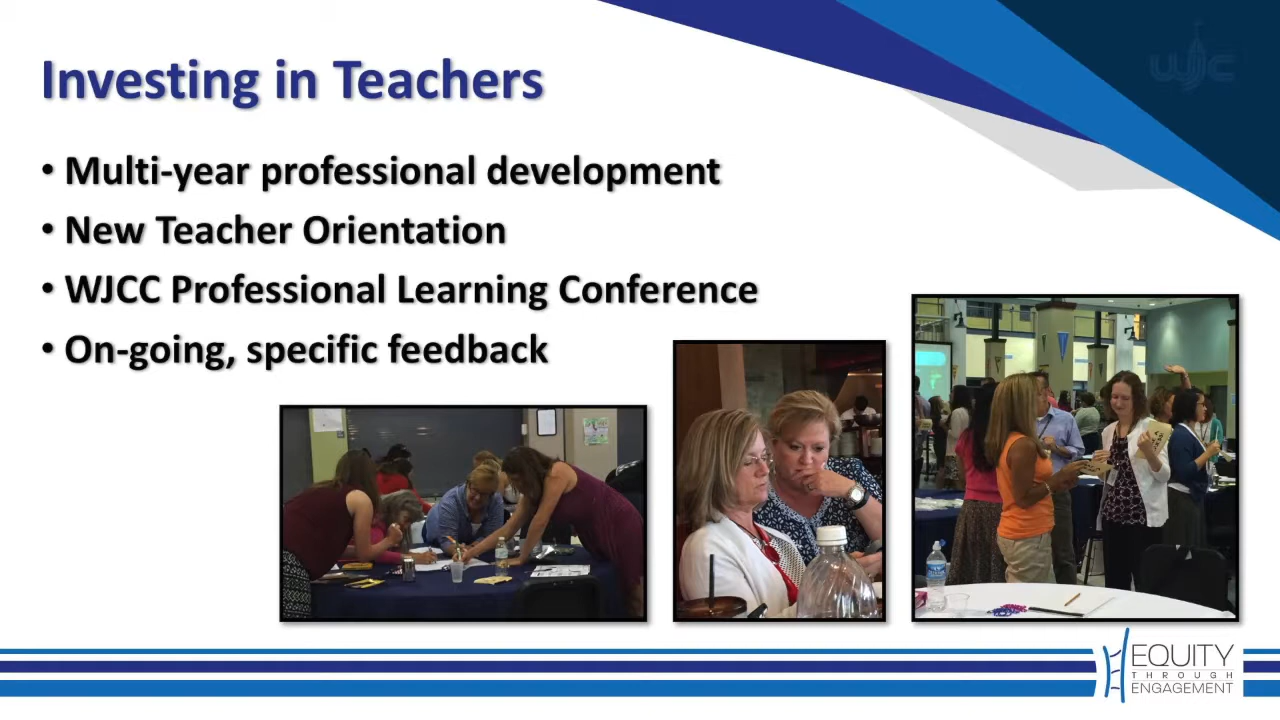 WJC
Investing in Teachers
• Multi-year professional development
• New Teacher Orientation
• WJCC Professional Learning Conference
• On-going, specific feedback
EQUITY
THROUGH
ENGAGEMENT